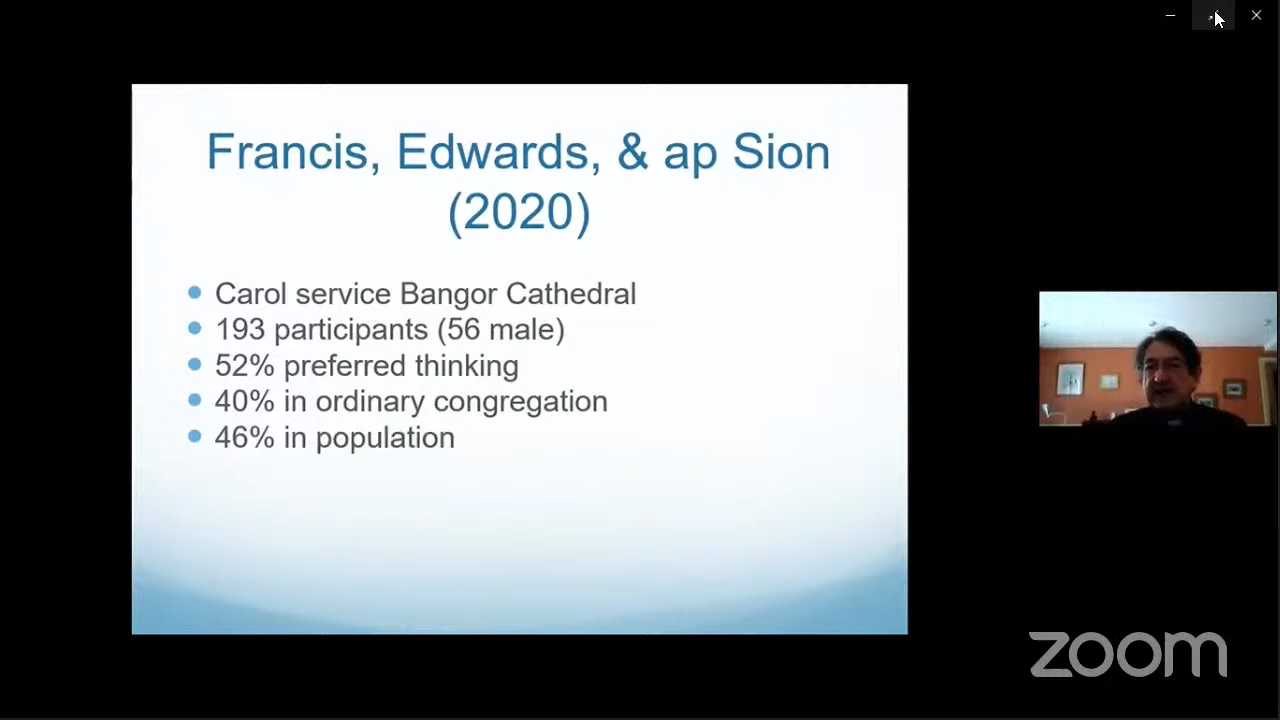 Francis, Edwards, & ap Sion
(2020)
Carol service Bangor Cathedral
193 participants (56 male)
52% preferred thinking
40% in ordinary congregation
46% in population
zoom